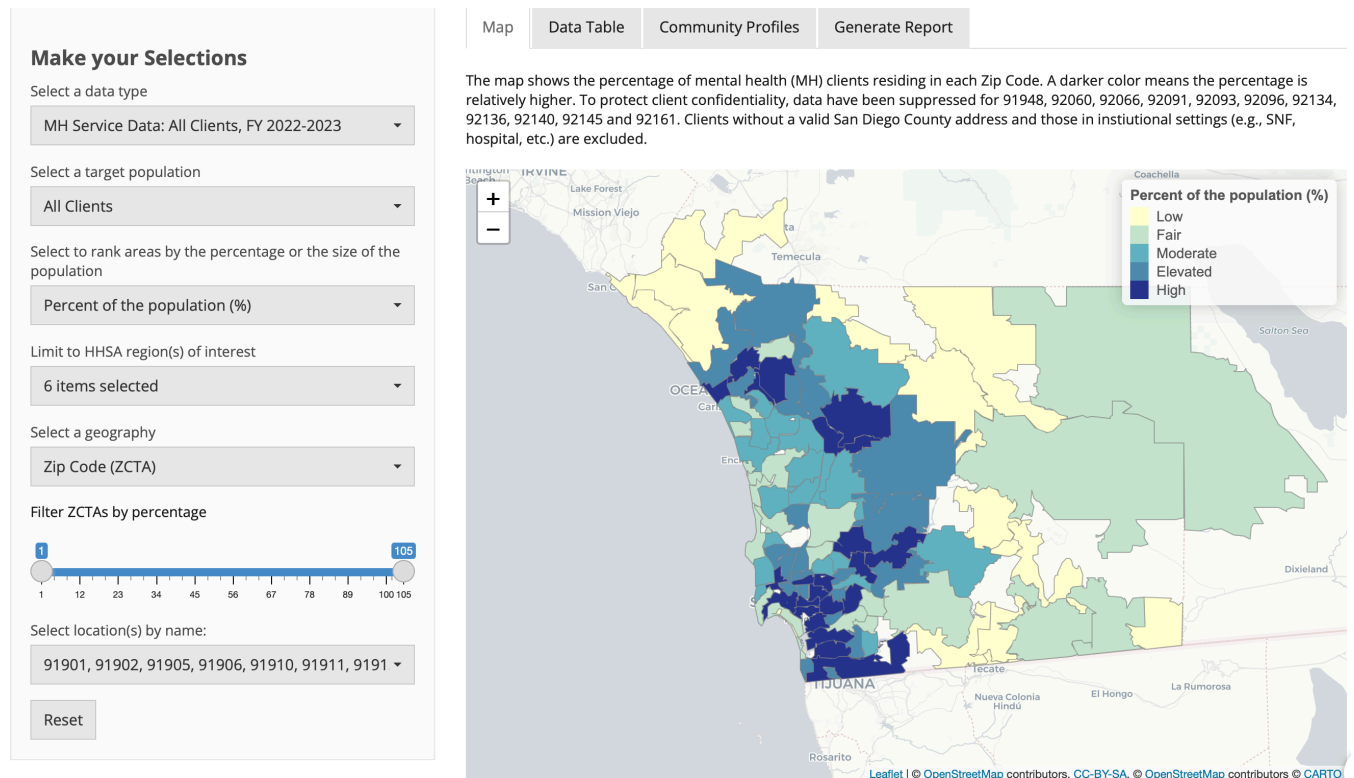 Make your Selections
Select a data type
MH Service Data: All Clients, FY 2022-2023
Select a target population
All Clients
Select to rank areas by the percentage or the size of the
population
Percent of the population (%)
Limit to HHSA region(s) of interest
6 items selected
Select a geography
Zip Code (ZCTA)
Filter ZCTAs by percentage
1 105
1 12 23 34 45 56 67 78 89 100 105
Select location(s) by name:
91901, 91902, 91905, 91906, 91910, 91911, 9191
Reset
Map Data Table Community Profiles Generate Report
The map shows the percentage of mental health (MH) clients residing in each Zip Code. A darker color means the percentage is
relatively higher. To protect client confidentiality, data have been suppressed for 91948, 92060, 92066, 92091, 92093, 92096, 92134,
92136, 92140, 92145 and 92161. Clients without a valid San Diego County address and those in instiutional settings (e.g., SNF,
hospital, etc.) are excluded.
+
−
Percent of the population (%)
Low
Fair
Moderate
Elevated
High
IRVINE
Beach
Lake Forest
Mission Viejo
Coachella
ta
Temecula
San C
Salton Sea
OCEA
Carl
Enci
Dixieland
S
Tecate
TIJUANA
La Rumorosa
El Hongo
Nueva Colonia
Hindú
Rosarito
Leaflet | © OpenStreetMap contributors, CC-BY-SA, © OpenStreetMap contributors © CARTO